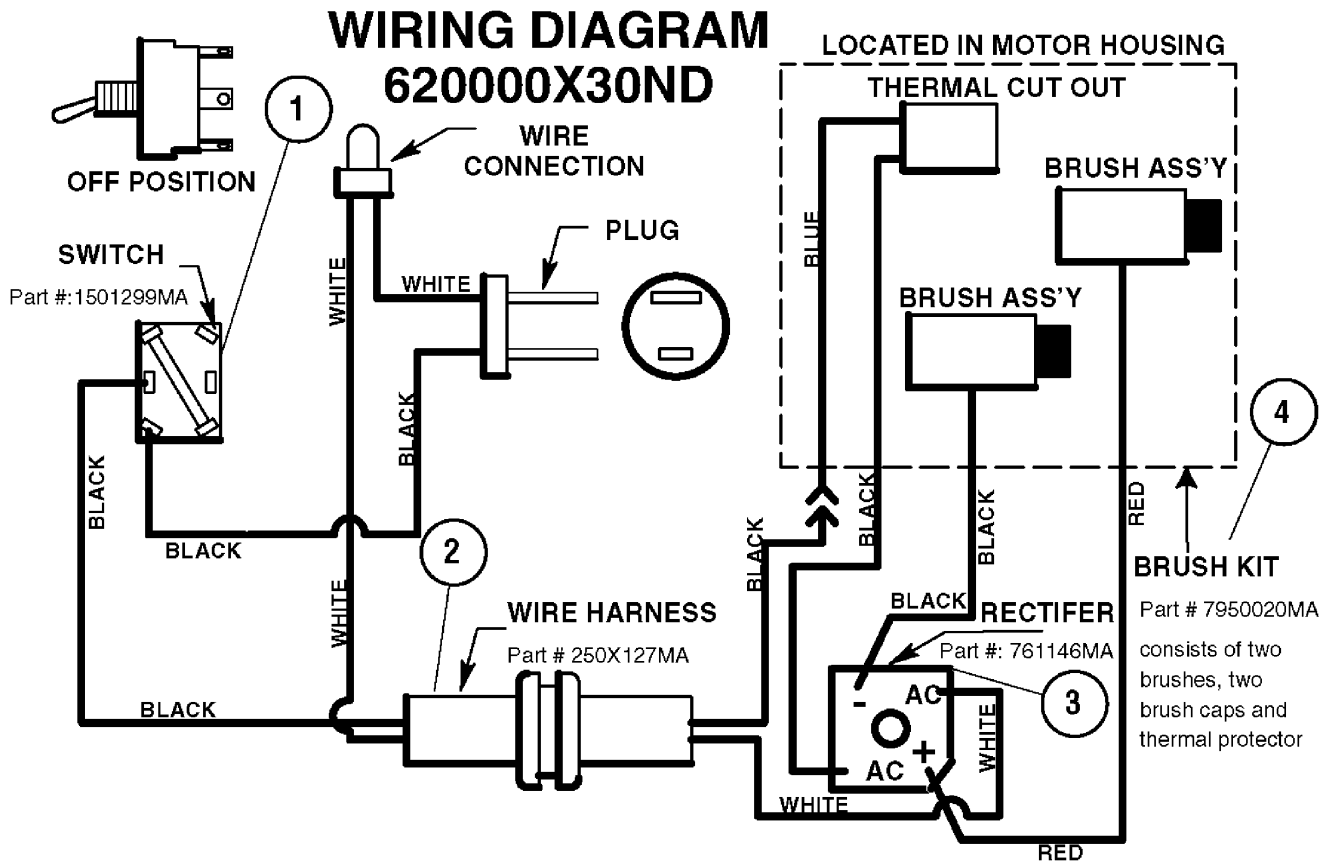 WIRING DIAGRAM
620000X30ND
LOCATED IN MOTOR HOUSING
THERMAL CUT OUT
1
WIRE
CONNECTION
OFF POSITION
BRUSH ASS'Y
PLUG
SWITCH
Part #:1501299MA
WHITE
WHITE
BLUE
BRUSH ASS'Y
BLACK
4
BLACK
BLACK
2
BLACK
BLACK
BLACK
RED
BRUSH KIT
Part # 7950020MA
consists of two
brushes, two
brush caps and
thermal protector
WHITE
WIRE HARNESS
Part # 250X127MA
BLACK
RECTIFER
Part #: 761146MA
3
BLACK
-
AC
+
AC
WHITE
WHITE
RED